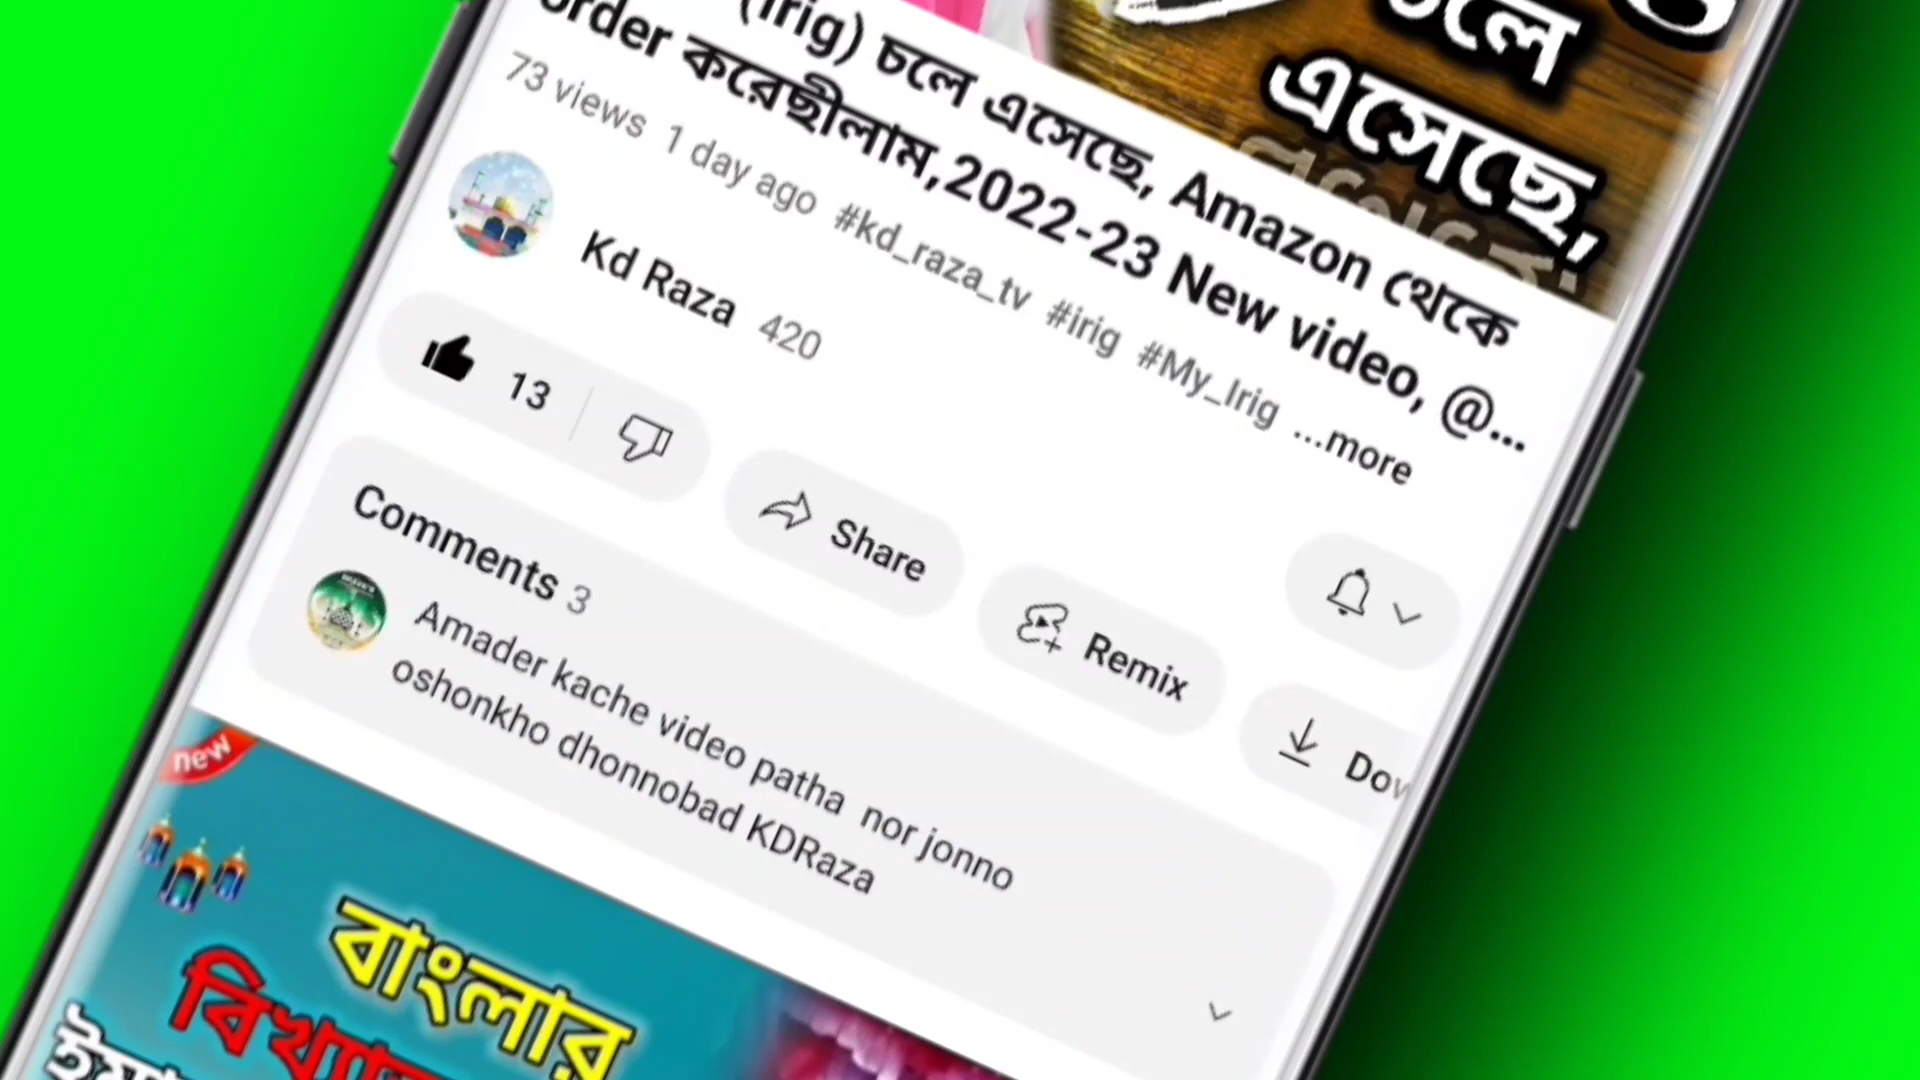 চলে
এসেছে,
(irig) চলে এসেছে, Amazon থেকে
order করেছীলাম,2022-23 New video, @...
73 views 1 day ago #kd_raza_tv #irig #My_Irig ...more
Kd Raza 420
13
Share
Remix
Dow
Comments 3
Amader kache video patha nor jonno
oshonkho dhonnobad KDRaza
new
বাংলার